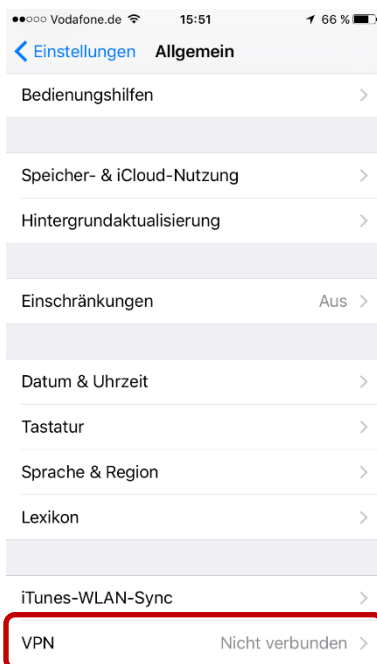 Vodafone.de 15:51 66 %
Einstellungen Allgemein
Bedienungshilfen
Speicher- & iCloud-Nutzung
Hintergrundaktualisierung
Einschränkungen Aus
Datum & Uhrzeit
Tastatur
Sprache & Region
Lexikon
iTunes-WLAN-Sync
VPN Nicht verbunden